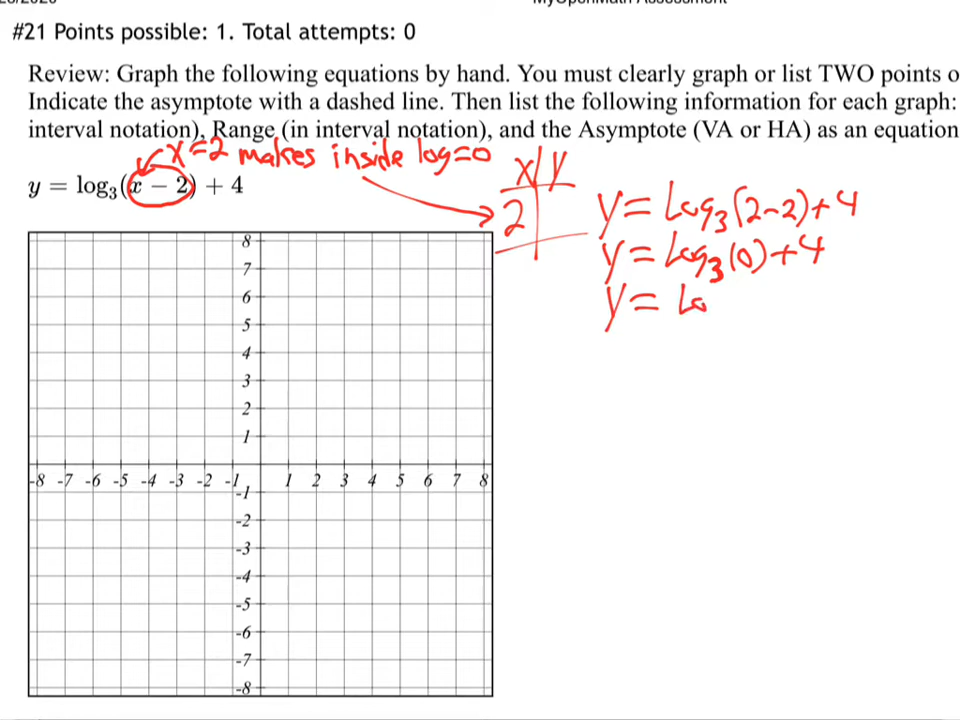 #21 Points possible: 1. Total attempts: 0
Review: Graph the following equations by hand. You must clearly graph or list TWO points o
Indicate the asymptote with a dashed line. Then list the following information for each graph:
interval notation), Range (in interval notation), and the Asymptote (VA or HA) as an equation
x=2 makes inside log=0
y = log₃(x − 2) + 4
x y
2
y = Log₃(2-2)+4
y = Log₃(0)+4
y = Lo
8
7
6
5
4
3
2
1
-8 -7 -6 -5 -4 -3 -2 -1 1 2 3 4 5 6 7 8
-1
-2
-3
-4
-5
-6
-7
-8